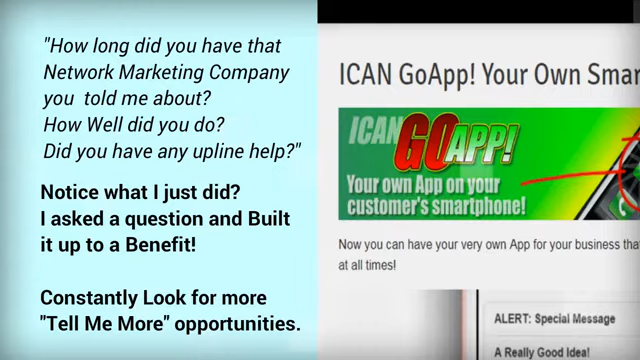 "How long did you have that
Network Marketing Company
you told me about?
How Well did you do?
Did you have any upline help?"
Notice what I just did?
I asked a question and Built
it up to a Benefit!
Constantly Look for more
"Tell Me More" opportunities.
ICAN GoApp! Your Own Smar
ICAN GOAPP!
Your own App on your
customer's smartphone!
Now you can have your very own App for your business tha
at all times!
ALERT: Special Message
A Really Good Idea!